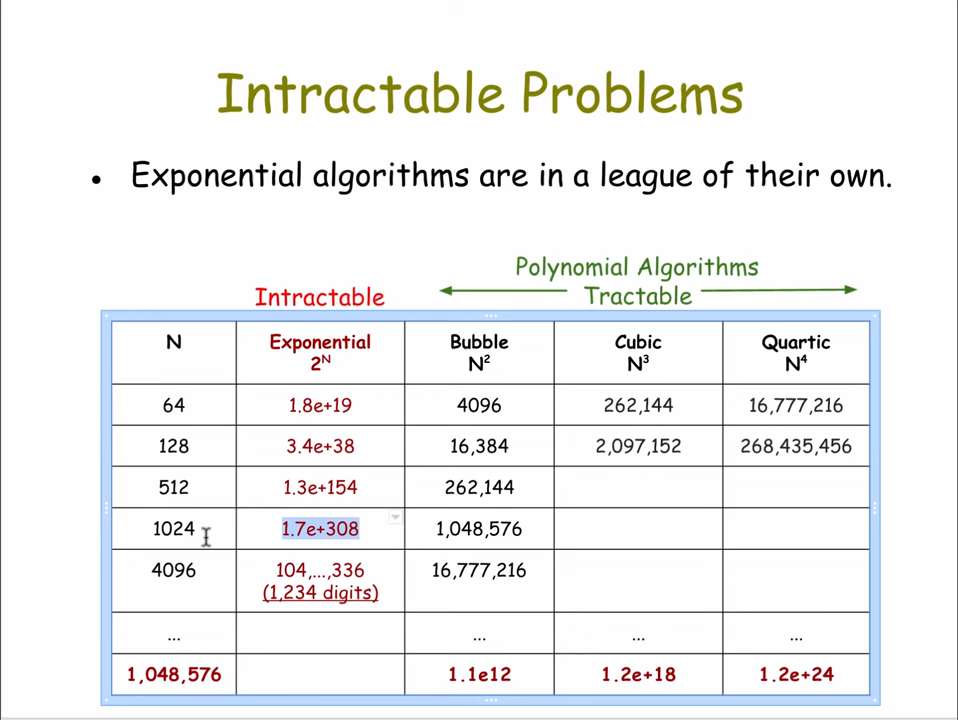 Intractable Problems
• Exponential algorithms are in a league of their own.
Polynomial Algorithms
Intractable Tractable
N Exponential Bubble Cubic Quartic
2^N N² N³ N⁴
64 1.8e+19 4096 262,144 16,777,216
128 3.4e+38 16,384 2,097,152 268,435,456
512 1.3e+154 262,144
1024 1.7e+308 1,048,576
4096 104,...,336 16,777,216
(1,234 digits)
... ... ... ...
1,048,576 1.1e12 1.2e+18 1.2e+24